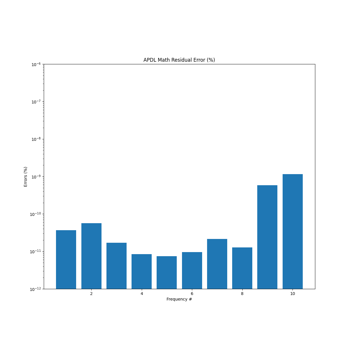 APDL Math Residual Error (%)
10⁻⁶
10⁻⁷
10⁻⁸
10⁻⁹
10⁻¹⁰
10⁻¹¹
10⁻¹²
Errors (%)
2 4 6 8 10
Frequency #